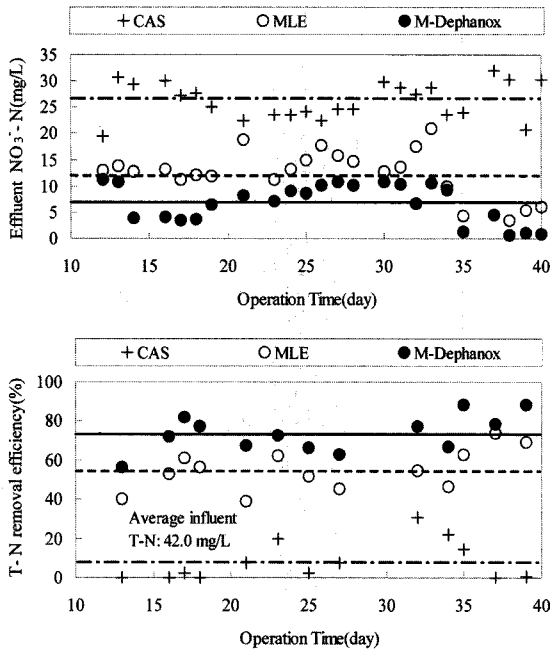 + CAS ○ MLE ● M-Dephanox
Effluent NO₃⁻- N(mg/L)
35
30
25
20
15
10
5
0
10 15 20 25 30 35 40
Operation Time(day)
+ CAS ○ MLE ● M-Dephanox
T- N removal efficiency(%)
100
80
60
40
20
0
Average influent
T-N: 42.0 mg/L
10 15 20 25 30 35 40
Operation Time(day)